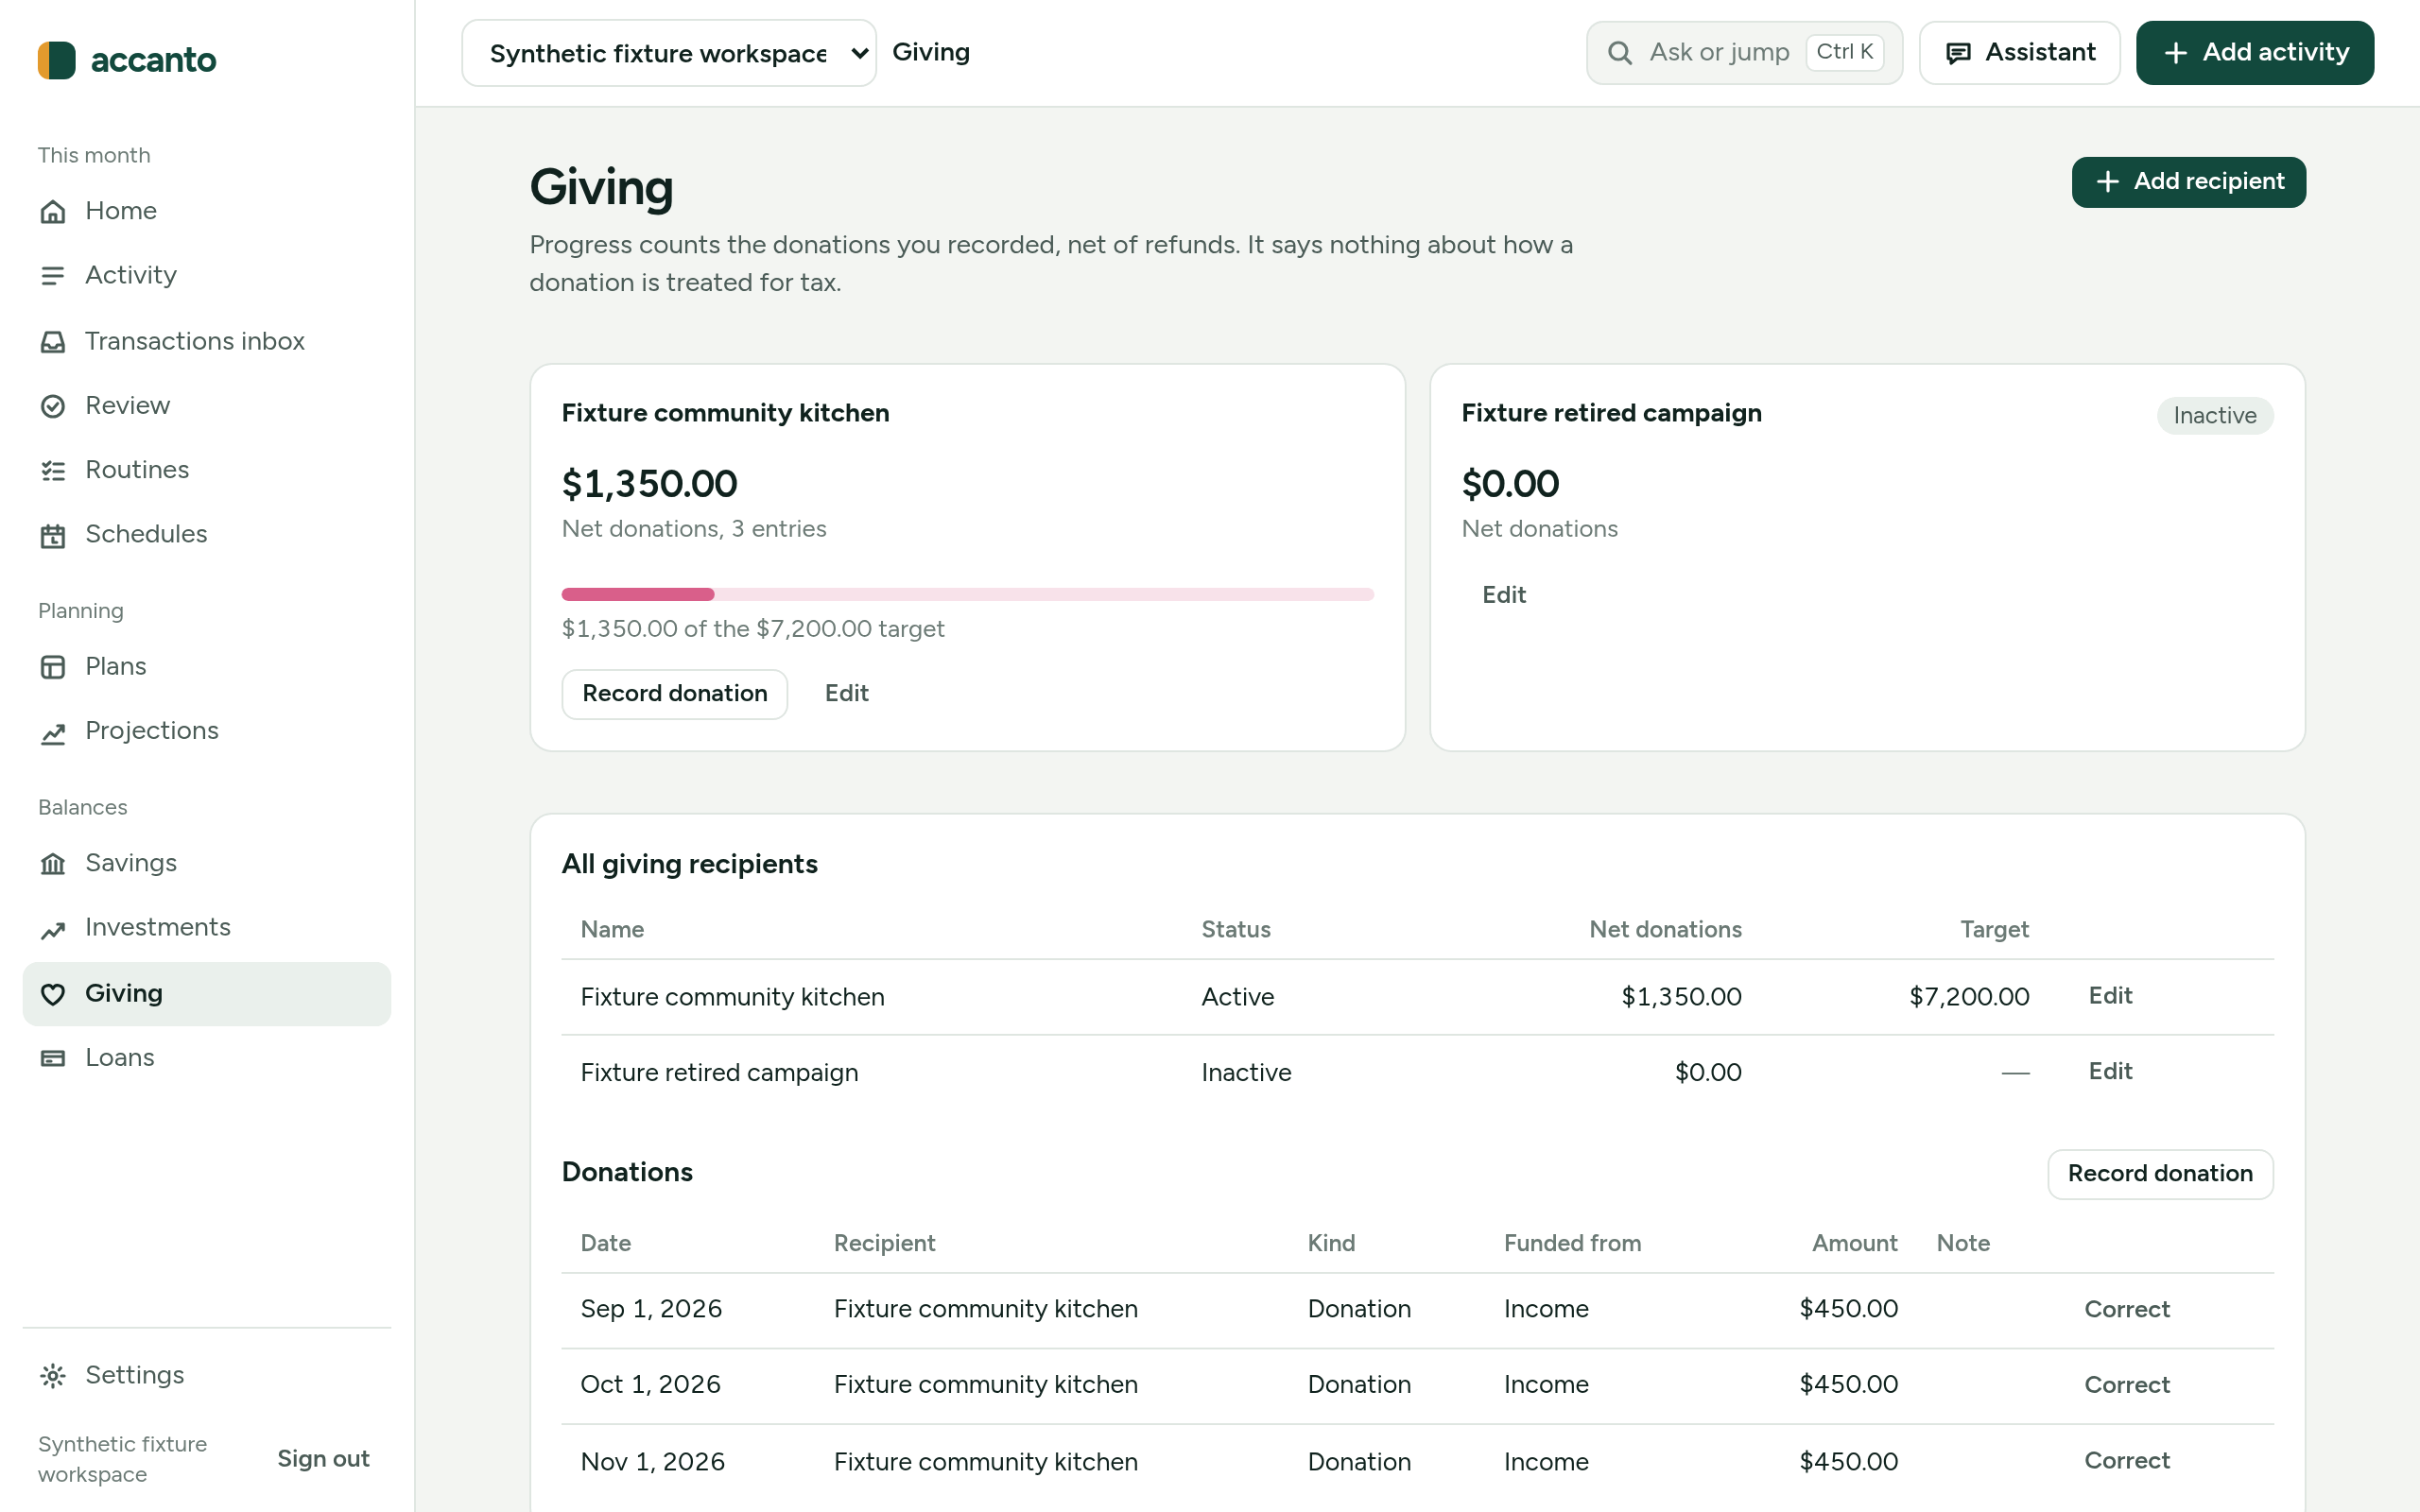 accanto
This month
Home
Activity
Transactions inbox
Review
Routines
Schedules
Planning
Plans
Projections
Balances
Savings
Investments
Giving
Loans
Settings
Synthetic fixture
workspace
Sign out
Synthetic fixture workspace
Giving
Ask or jump
Ctrl K
Assistant
Add activity
Giving
Add recipient
Progress counts the donations you recorded, net of refunds. It says nothing about how a
donation is treated for tax.
Fixture community kitchen
$1,350.00
Net donations, 3 entries
$1,350.00 of the $7,200.00 target
Record donation
Edit
Fixture retired campaign
Inactive
$0.00
Net donations
Edit
All giving recipients
Name Status Net donations Target
Fixture community kitchen Active $1,350.00 $7,200.00 Edit
Fixture retired campaign Inactive $0.00 — Edit
Donations
Record donation
Date Recipient Kind Funded from Amount Note
Sep 1, 2026 Fixture community kitchen Donation Income $450.00 Correct
Oct 1, 2026 Fixture community kitchen Donation Income $450.00 Correct
Nov 1, 2026 Fixture community kitchen Donation Income $450.00 Correct